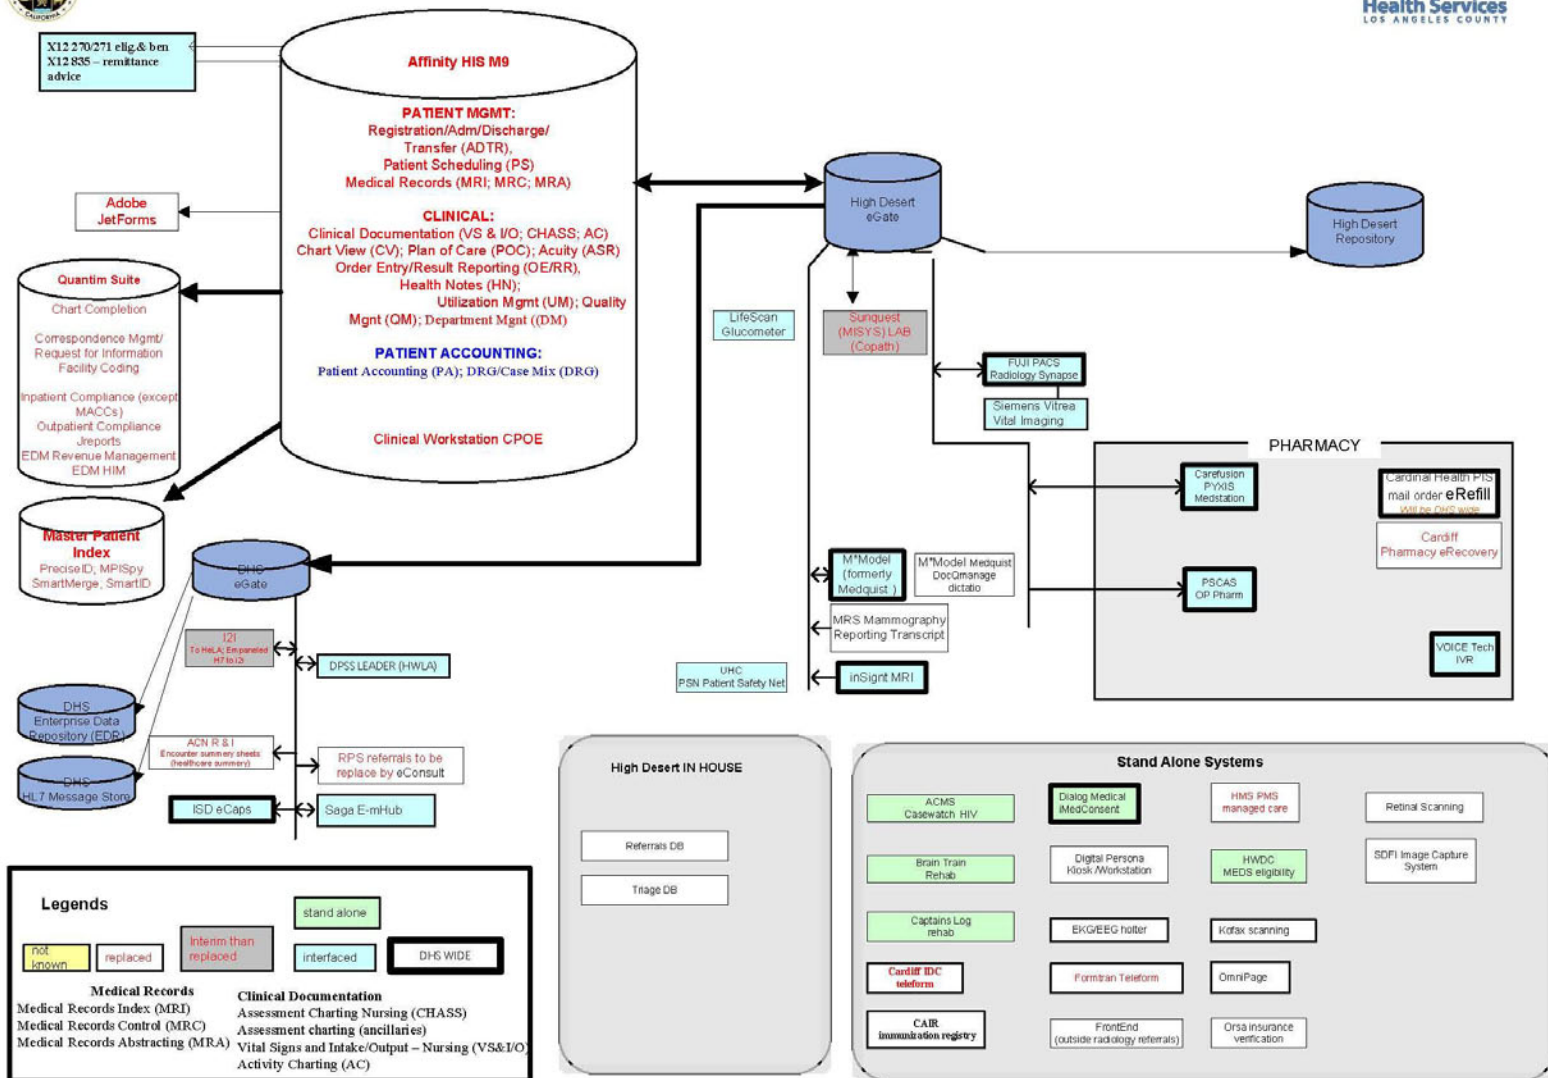 CALIFORNIA
Health Services
LOS ANGELES COUNTY
X12 270/271 elig.& ben
X12 835 – remittance
advice
Affinity HIS M9
PATIENT MGMT:
Registration/Adm/Discharge/
Transfer (ADTR),
Patient Scheduling (PS)
Medical Records (MRI; MRC; MRA)
CLINICAL:
Clinical Documentation (VS & I/O; CHASS; AC)
Chart View (CV); Plan of Care (POC); Acuity (ASR)
Order Entry/Result Reporting (OE/RR),
Health Notes (HN);
Utilization Mgmt (UM); Quality
Mgnt (QM); Department Mgnt ((DM)
PATIENT ACCOUNTING:
Patient Accounting (PA); DRG/Case Mix (DRG)
Clinical Workstation CPOE
Adobe
JetForms
Quantim Suite
Chart Completion
Correspondence Mgmt/
Request for Information
Facility Coding
Inpatient Compliance (except
MACCs)
Outpatient Compliance
Jreports
EDM Revenue Management
EDM HIM
Master Patient
Index
PreciseID; MPISpy
SmartMerge; SmartID
High Desert
eGate
High Desert
Repository
LifeScan
Glucometer
Sunquest
(MISYS) LAB
(Copath)
FUJI PACS
Radiology Synapse
Siemens Vitrea
Vital Imaging
PHARMACY
Carefusion
PYXIS
Medstation
Cardinal Health PIS
mail order eRefill
Will be DHS wide
Cardiff
Pharmacy eRecovery
PSCAS
OP Pharm
VOICE Tech
IVR
DHS
eGate
I2I
To HeLA; Empaneled
H7 to i2i
DPSS LEADER (HWLA)
DHS
Enterprise Data
Repository (EDR)
DHS
HL7 Message Store
ACN R & I
Encounter summary sheets
(healthcare summary)
RPS referrals to be
replace by eConsult
ISD eCaps
Saga E-mHub
M*Model
(formerly
Medquist )
M*Model Medquist
DocQmanage
dictatio
MRS Mammography
Reporting Transcript
UHC
PSN Patient Safety Net
inSignt MRI
High Desert IN HOUSE
Referrals DB
Triage DB
Stand Alone Systems
ACMS
Casewatch HIV
Dialog Medical
iMedConsent
HMS PMS
managed care
Retinal Scanning
Brain Train
Rehab
Digital Persona
Kiosk /Workstation
HWDC
MEDS eligibility
SDFI Image Capture
System
Captains Log
rehab
EKG/EEG holter
Kofax scanning
Cardiff IDC
teleform
Formtran Teleform
OmniPage
CAIR
immunization registry
FrontEnd
(outside radiology referrals)
Orsa insurance
verification
Legends
stand alone
not
known
replaced
Interim than
replaced
interfaced
DHS WIDE
Medical Records
Medical Records Index (MRI)
Medical Records Control (MRC)
Medical Records Abstracting (MRA)
Clinical Documentation
Assessment Charting Nursing (CHASS)
Assessment charting (ancillaries)
Vital Signs and Intake/Output – Nursing (VS&I/O)
Activity Charting (AC)